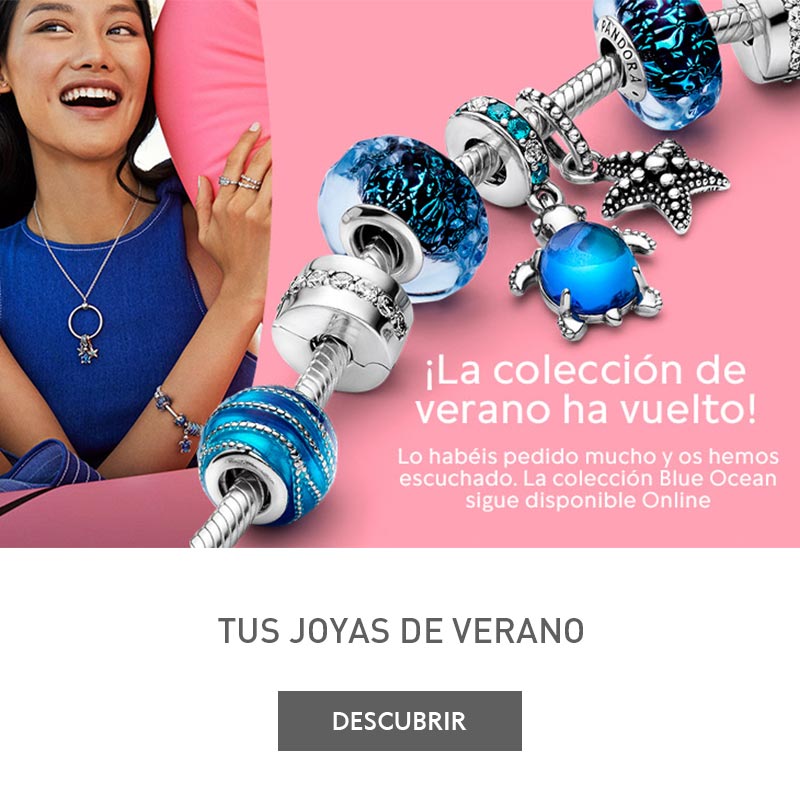 PANDORA
¡La colección de
verano ha vuelto!
Lo habéis pedido mucho y os hemos
escuchado. La colección Blue Ocean
sigue disponible Online
TUS JOYAS DE VERANO
DESCUBRIR